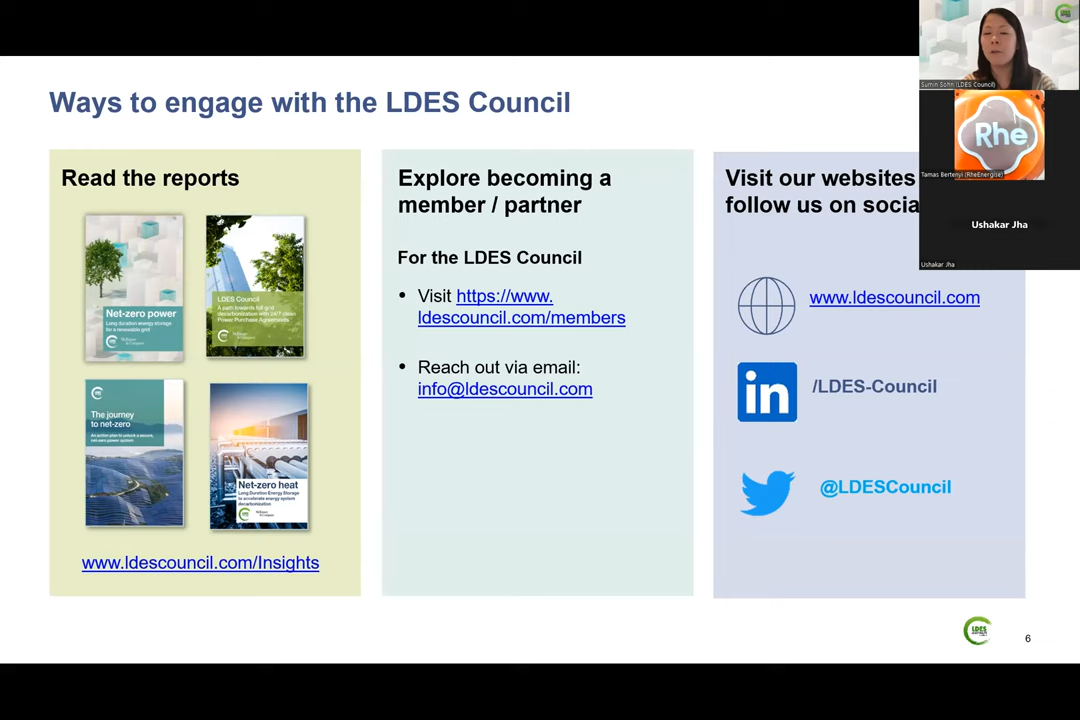 Ways to engage with the LDES Council
Read the reports
Net-zero power
Long duration energy storage
for a renewable grid
LDES Council
A path towards full grid
decarbonization with 24/7 clean
Power Purchase Agreements
The journey
to net-zero
An action plan to unlock a secure,
net-zero power system
Net-zero heat
Long Duration Energy Storage
to accelerate energy system
decarbonization
www.ldescouncil.com/Insights
Explore becoming a
member / partner
For the LDES Council
• Visit https://www.
ldescouncil.com/members
• Reach out via email:
info@ldescouncil.com
Visit our websites
follow us on socia
www.ldescouncil.com
in
/LDES-Council
@LDESCouncil
LDES
6
Sumin Sohn (LDES Council)
Rhe
Tamas Bertenyi (RheEnergise)
Ushakar Jha
Ushakar Jha